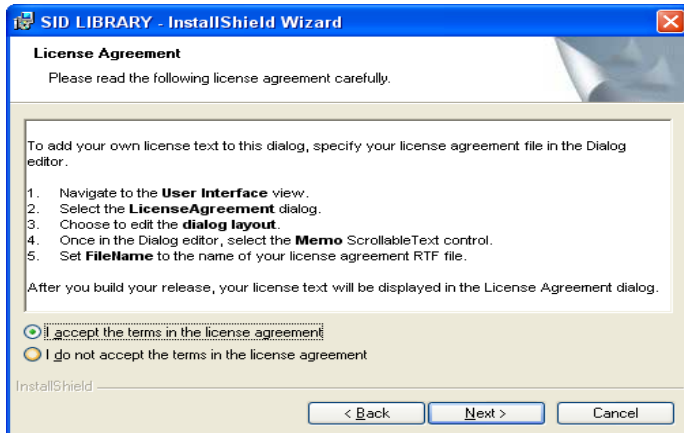 SID LIBRARY - InstallShield Wizard
License Agreement
Please read the following license agreement carefully.
To add your own license text to this dialog, specify your license agreement file in the Dialog
editor.
1. Navigate to the User Interface view.
2. Select the LicenseAgreement dialog.
3. Choose to edit the dialog layout.
4. Once in the Dialog editor, select the Memo ScrollableText control.
5. Set FileName to the name of your license agreement RTF file.
After you build your release, your license text will be displayed in the License Agreement dialog.
I accept the terms in the license agreement
I do not accept the terms in the license agreement
InstallShield
< Back Next > Cancel